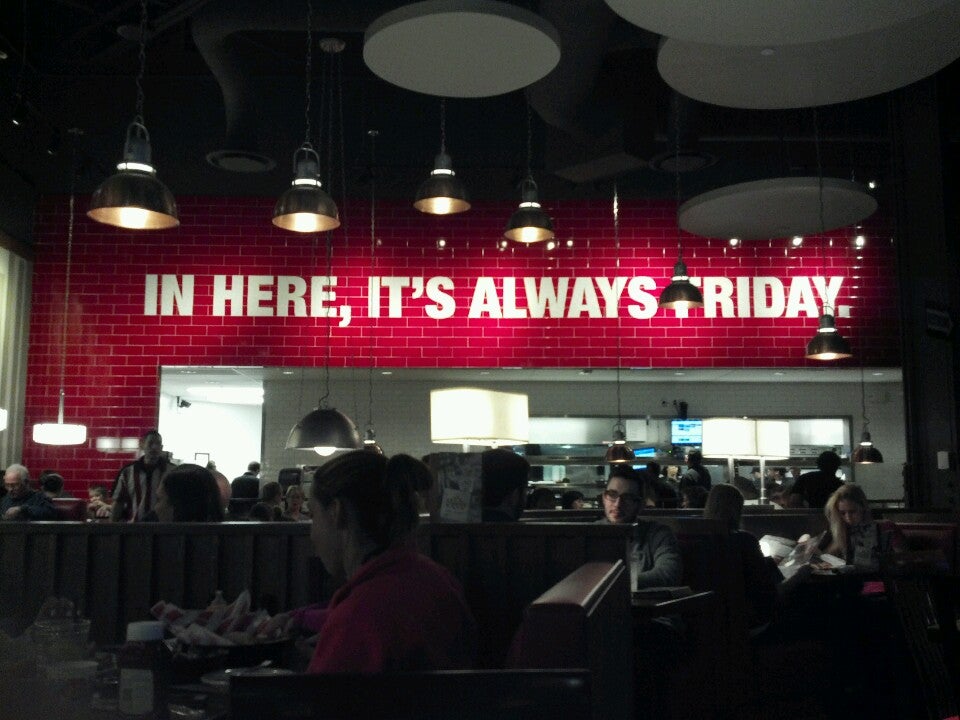 IN HERE, IT'S ALWAYS FRIDAY.